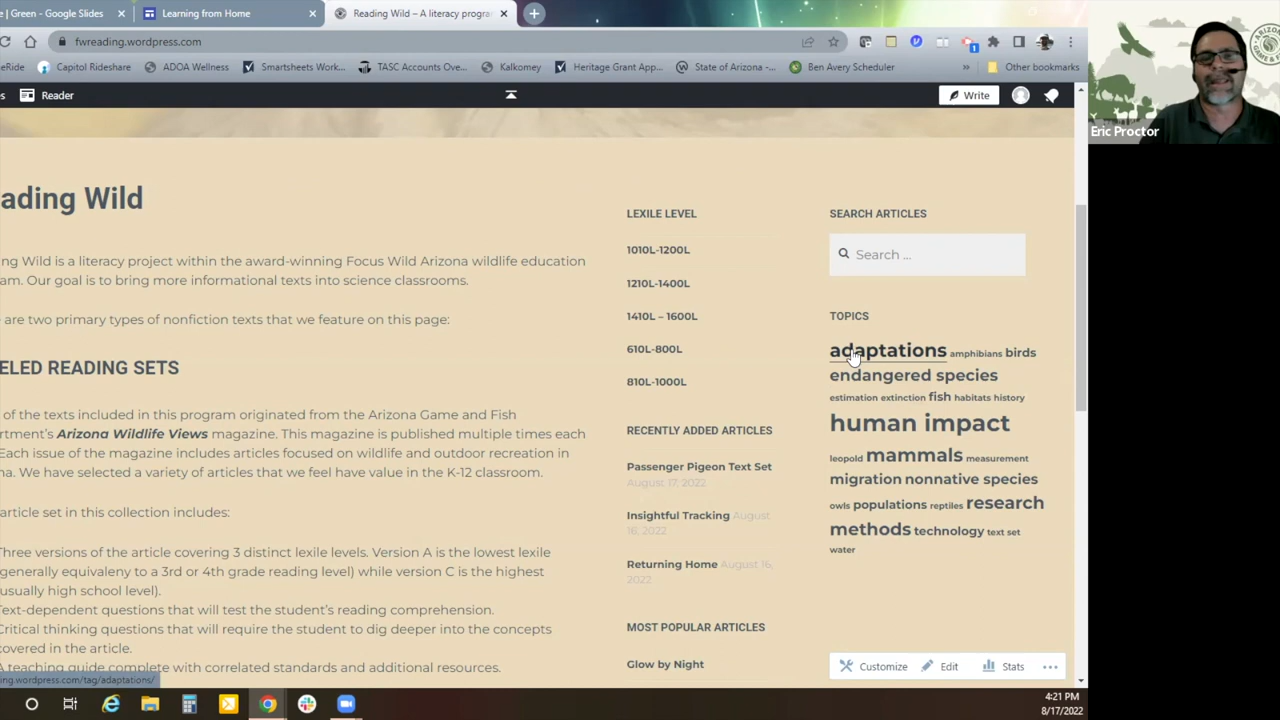 e | Green - Google Slides
Learning from Home
Reading Wild – A literacy progra
fwreading.wordpress.com
eRide
Capitol Rideshare
ADOA Wellness
Smartsheets Work...
TASC Accounts Ove...
Kalkomey
Heritage Grant App...
State of Arizona -...
Ben Avery Scheduler
»
Other bookmarks
s
Reader
Write
Eric Proctor
ading Wild
ng Wild is a literacy project within the award-winning Focus Wild Arizona wildlife education
am. Our goal is to bring more informational texts into science classrooms.
are two primary types of nonfiction texts that we feature on this page:
ELED READING SETS
of the texts included in this program originated from the Arizona Game and Fish
rtment's Arizona Wildlife Views magazine. This magazine is published multiple times each
Each issue of the magazine includes articles focused on wildlife and outdoor recreation in
na. We have selected a variety of articles that we feel have value in the K-12 classroom.
article set in this collection includes:
Three versions of the article covering 3 distinct lexile levels. Version A is the lowest lexile
(generally equivalent to a 3rd or 4th grade reading level) while version C is the highest
(usually high school level).
Text-dependent questions that will test the student's reading comprehension.
Critical thinking questions that will require the student to dig deeper into the concepts
covered in the article.
A teaching guide complete with correlated standards and additional resources.
ing.wordpress.com/tag/adaptations/
LEXILE LEVEL
1010L-1200L
1210L-1400L
1410L – 1600L
610L-800L
810L-1000L
RECENTLY ADDED ARTICLES
Passenger Pigeon Text Set
August 17, 2022
Insightful Tracking August
16, 2022
Returning Home August 16,
2022
MOST POPULAR ARTICLES
Glow by Night
SEARCH ARTICLES
Search ...
TOPICS
adaptations amphibians birds
endangered species
estimation extinction fish habitats history
human impact
leopold mammals measurement
migration nonnative species
owls populations reptiles research
methods technology text set
water
Customize
Edit
Stats
4:21 PM
8/17/2022